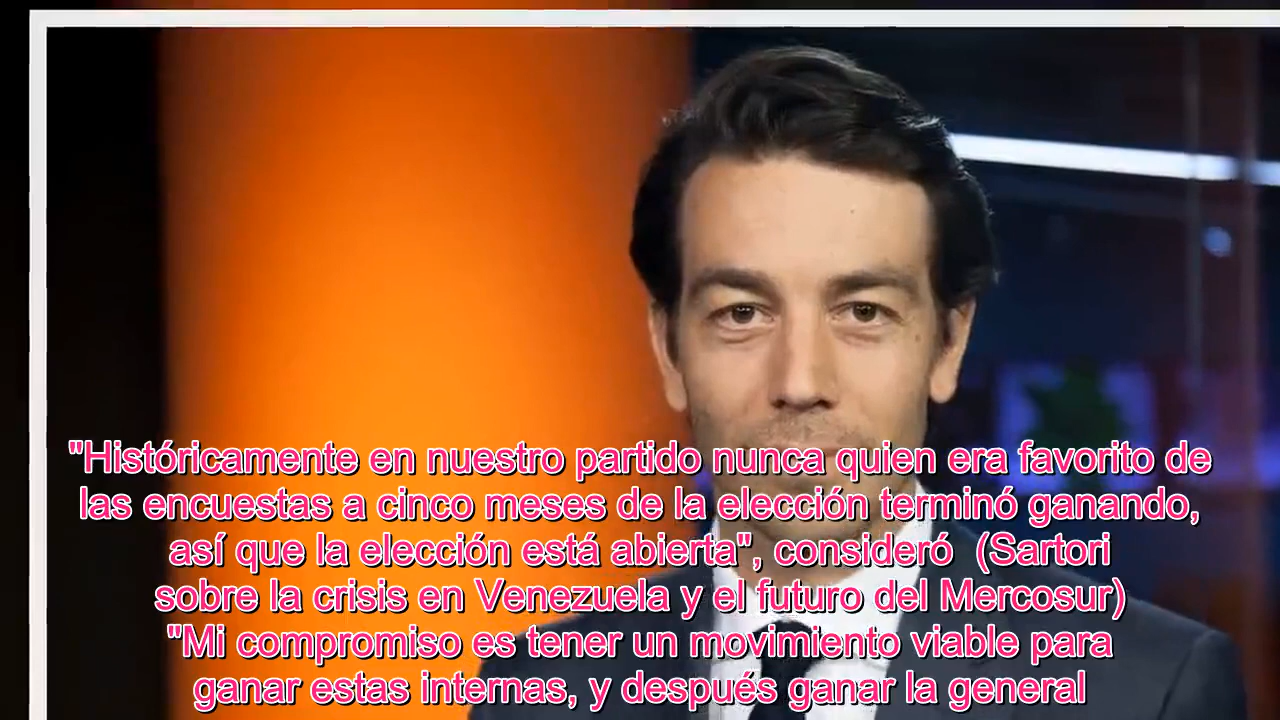 "Históricamente en nuestro partido nunca quien era favorito de
las encuestas a cinco meses de la elección terminó ganando,
así que la elección está abierta", consideró  (Sartori
sobre la crisis en Venezuela y el futuro del Mercosur)
"Mi compromiso es tener un movimiento viable para
ganar estas internas, y después ganar la general